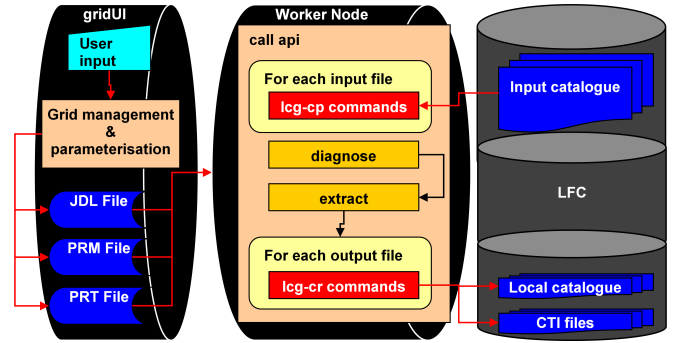 gridUI
User
input
Grid management
&
parameterisation
JDL File
PRM File
PRT File
Worker Node
call api
For each input file
lcg-cp commands
diagnose
extract
For each output file
lcg-cr commands
Input catalogue
LFC
Local catalogue
CTI files